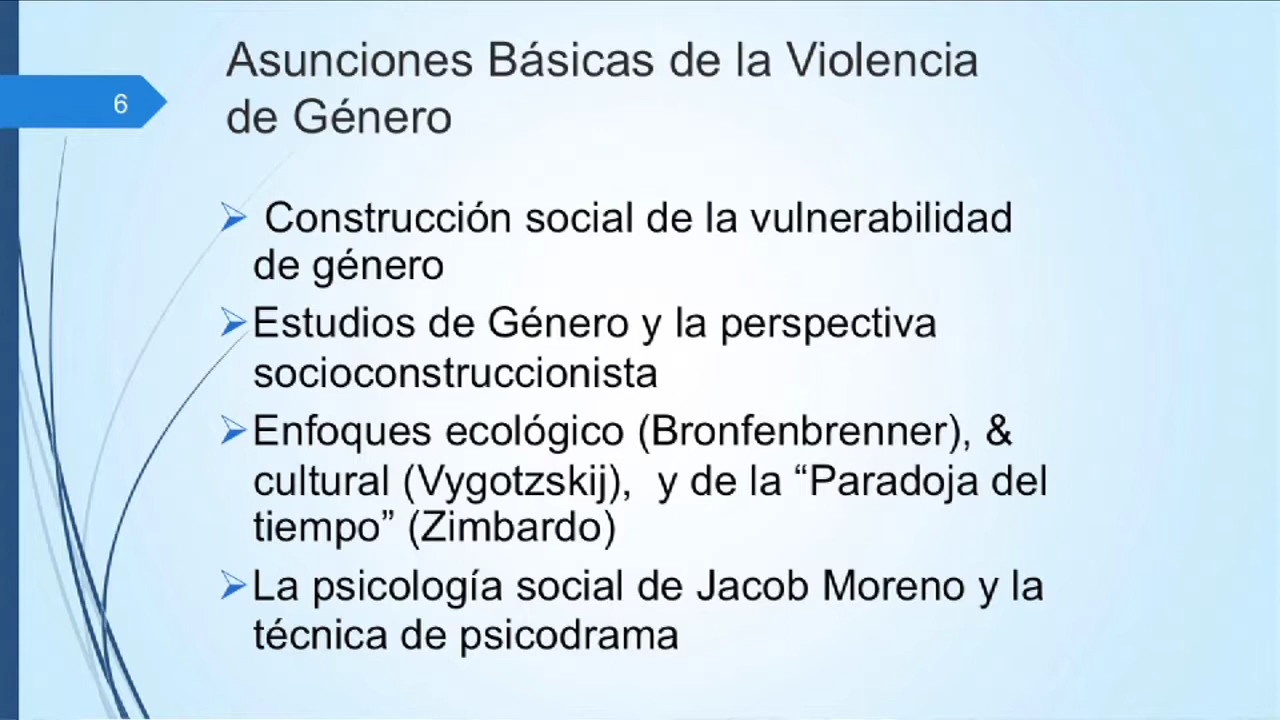 Asunciones Básicas de la Violencia
de Género
6
Construcción social de la vulnerabilidad
de género
Estudios de Género y la perspectiva
socioconstruccionista
Enfoques ecológico (Bronfenbrenner), &
cultural (Vygotzskij),  y de la “Paradoja del
tiempo” (Zimbardo)
La psicología social de Jacob Moreno y la
técnica de psicodrama